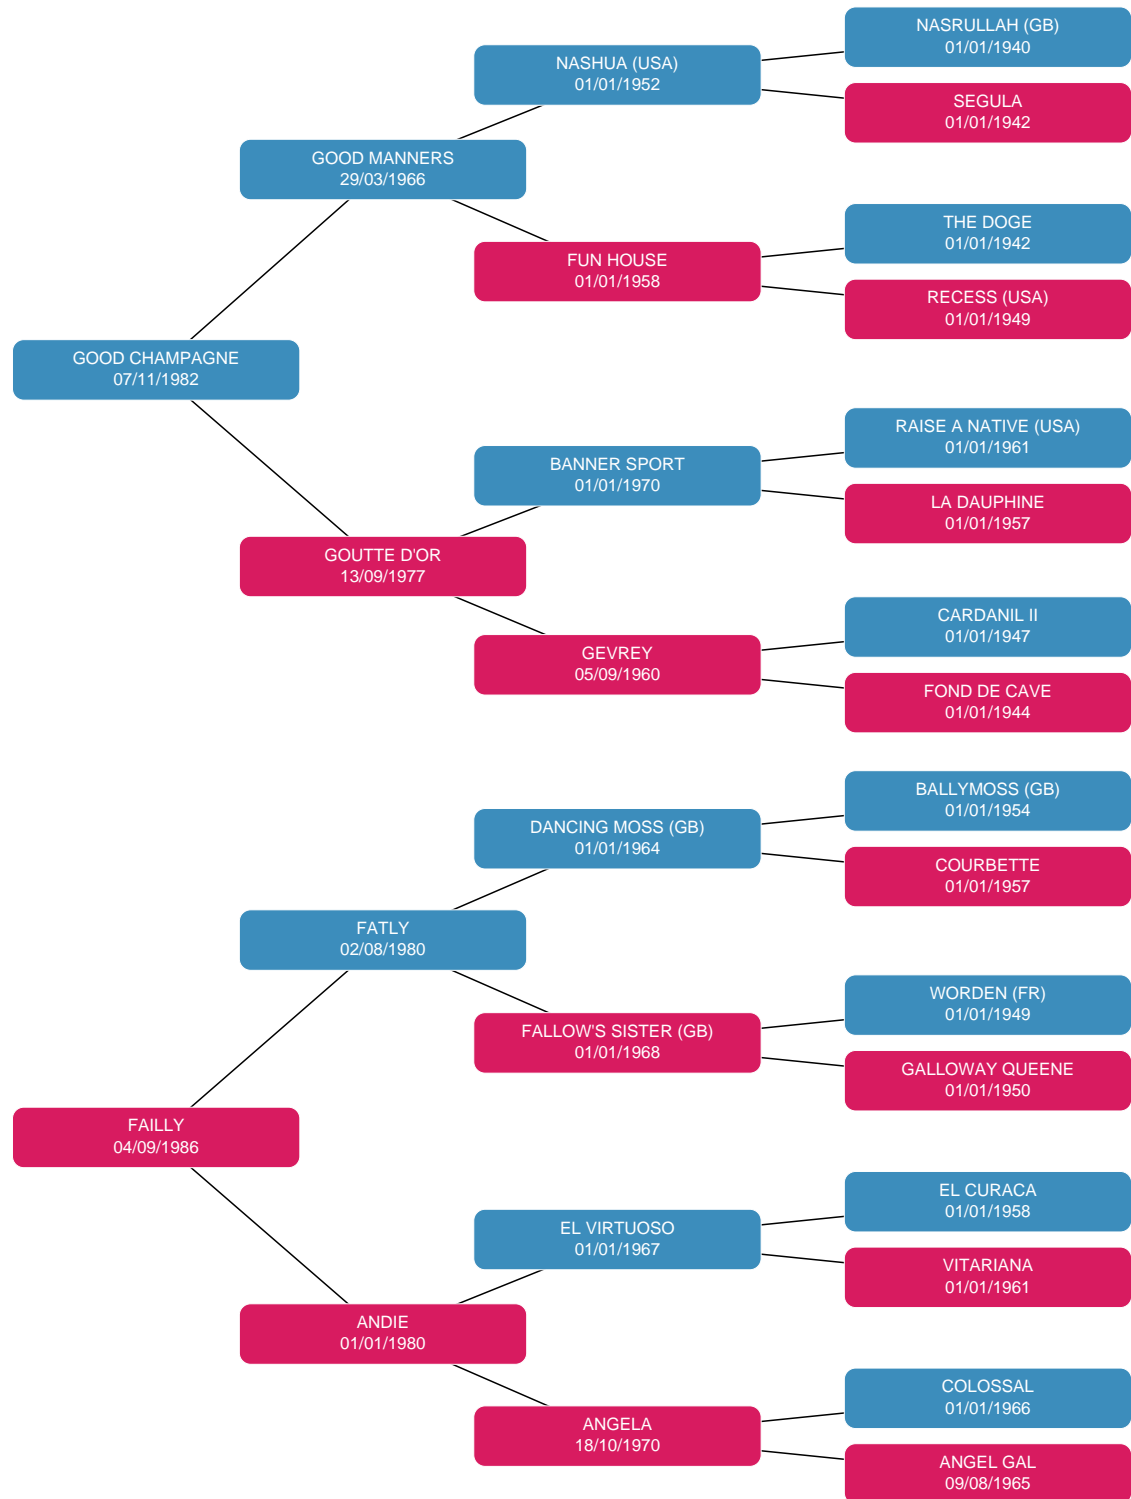 NASRULLAH (GB)
01/01/1940
NASHUA (USA)
01/01/1952
SEGULA
01/01/1942
GOOD MANNERS
29/03/1966
THE DOGE
01/01/1942
FUN HOUSE
01/01/1958
RECESS (USA)
01/01/1949
GOOD CHAMPAGNE
07/11/1982
RAISE A NATIVE (USA)
01/01/1961
BANNER SPORT
01/01/1970
LA DAUPHINE
01/01/1957
GOUTTE D'OR
13/09/1977
CARDANIL II
01/01/1947
GEVREY
05/09/1960
FOND DE CAVE
01/01/1944
BALLYMOSS (GB)
01/01/1954
DANCING MOSS (GB)
01/01/1964
COURBETTE
01/01/1957
FATLY
02/08/1980
WORDEN (FR)
01/01/1949
FALLOW'S SISTER (GB)
01/01/1968
GALLOWAY QUEENE
01/01/1950
FAILLY
04/09/1986
EL CURACA
01/01/1958
EL VIRTUOSO
01/01/1967
VITARIANA
01/01/1961
ANDIE
01/01/1980
COLOSSAL
01/01/1966
ANGELA
18/10/1970
ANGEL GAL
09/08/1965